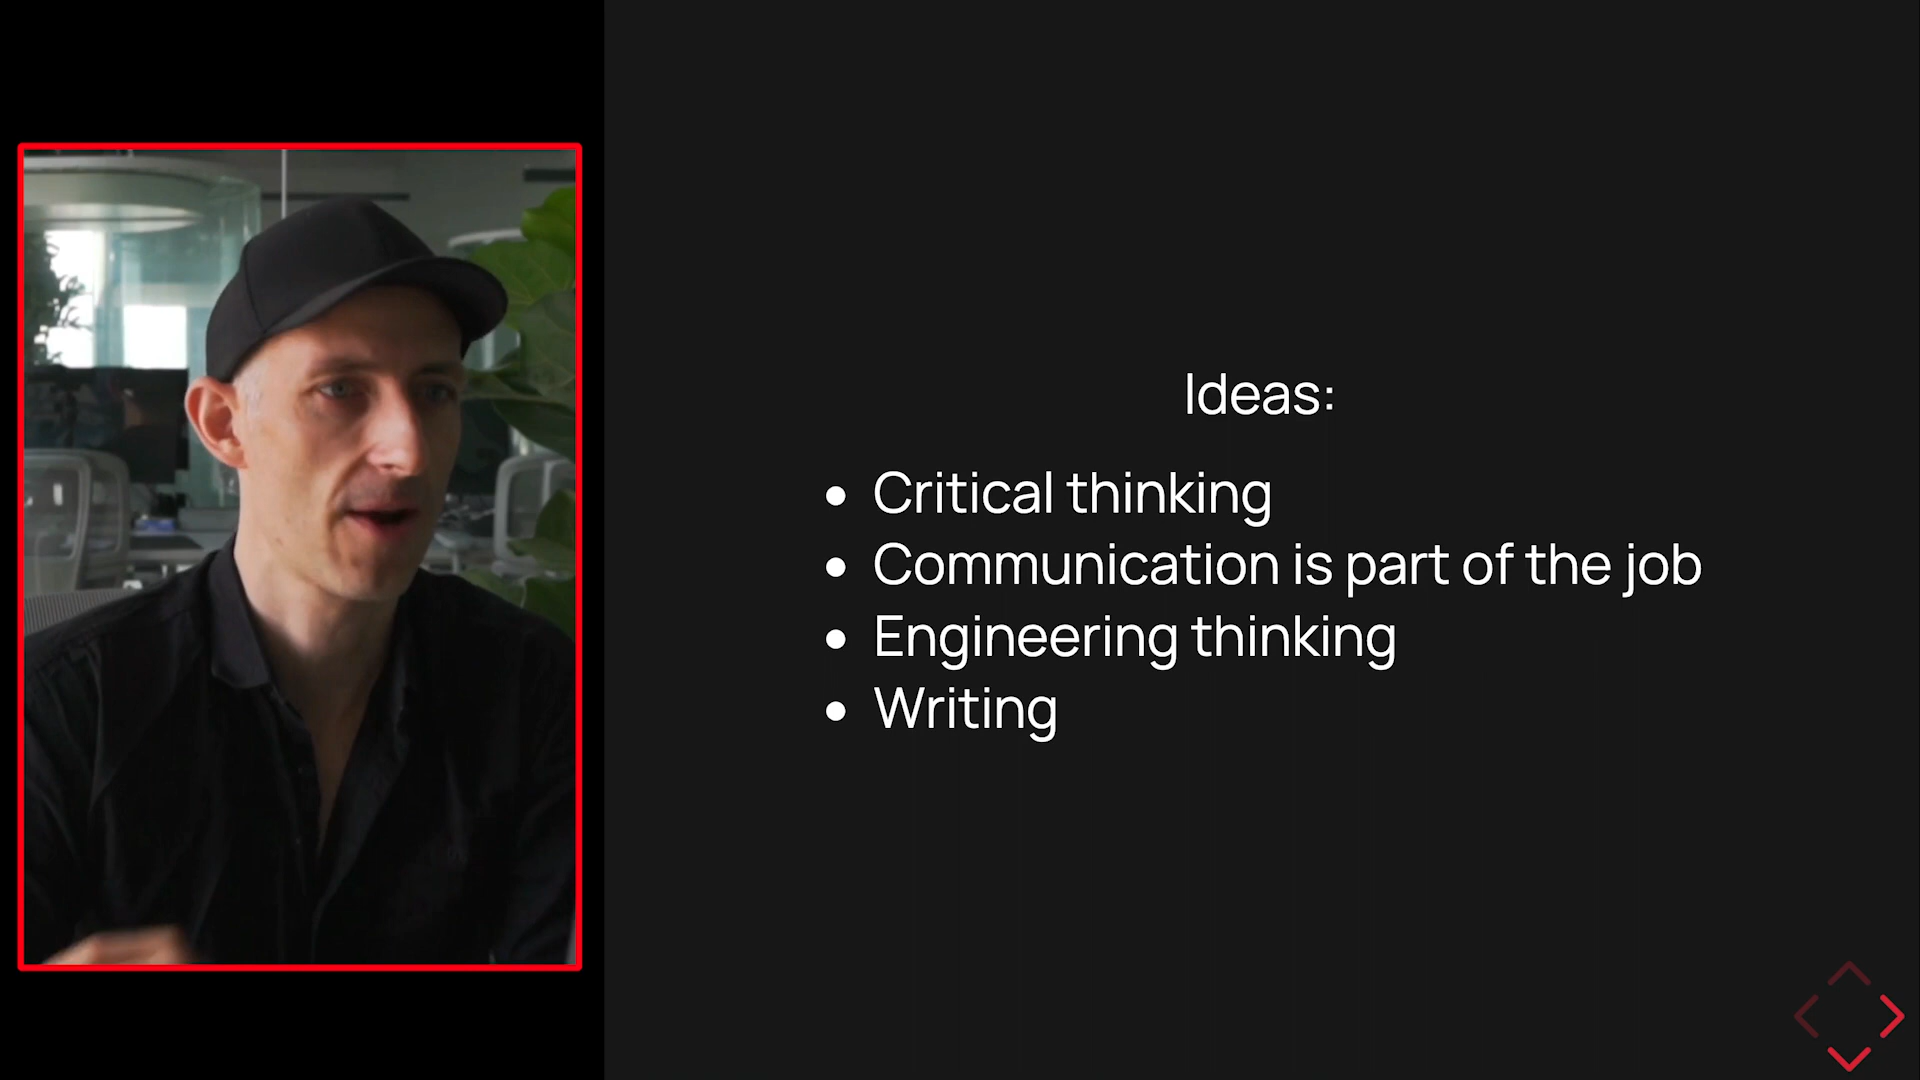 Ideas:
Critical thinking
Communication is part of the job
Engineering thinking
Writing